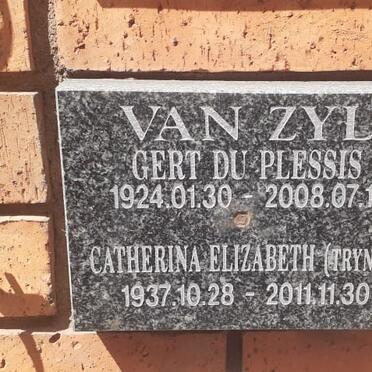 VAN ZYL
GERT DU PLESSIS
1924.01.30 - 2008.07.1
CATHERINA ELIZABETH (TRYN
1937.10.28 - 2011.11.30